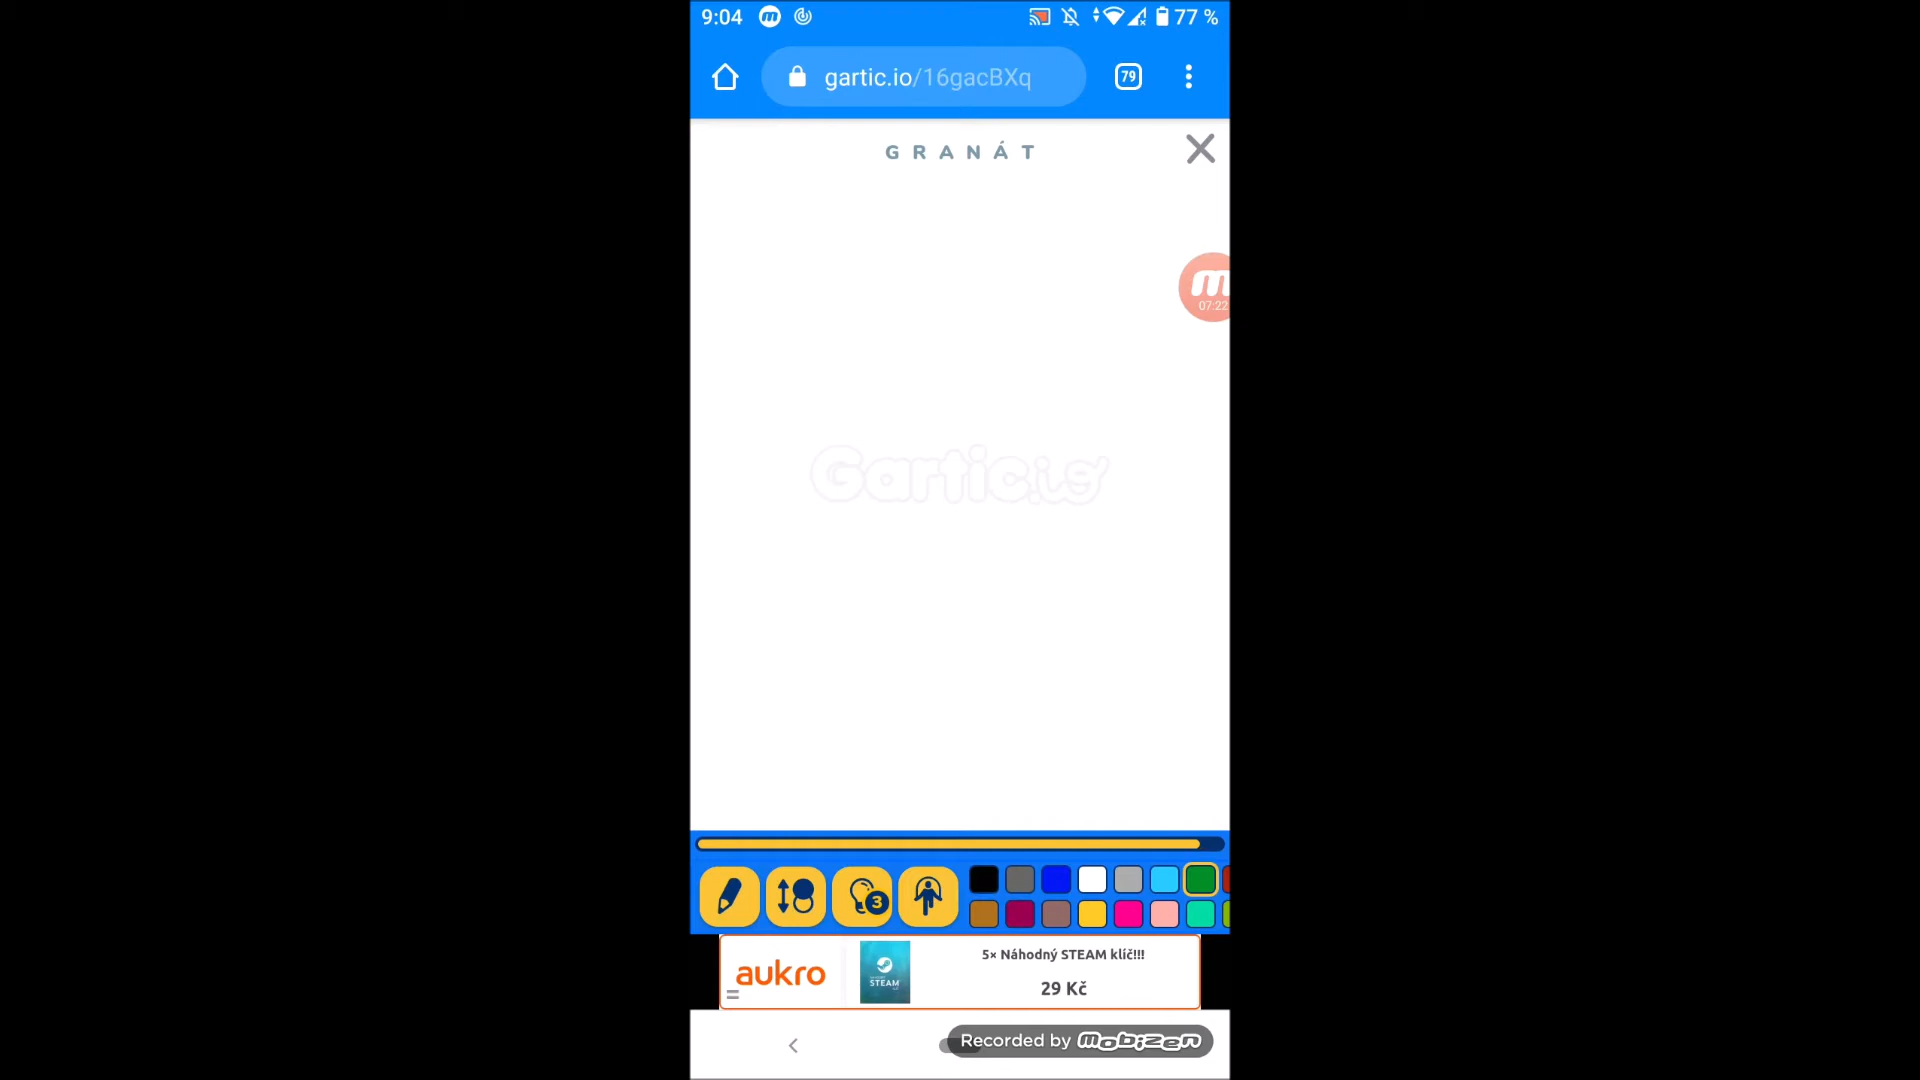 9:04 77 %
gartic.io/16gacBXq 79
GRANÁT
07:22
Gartic.io
3
aukro
STEAM
5× Náhodný STEAM klíč!!!
29 Kč
Recorded by mobizen